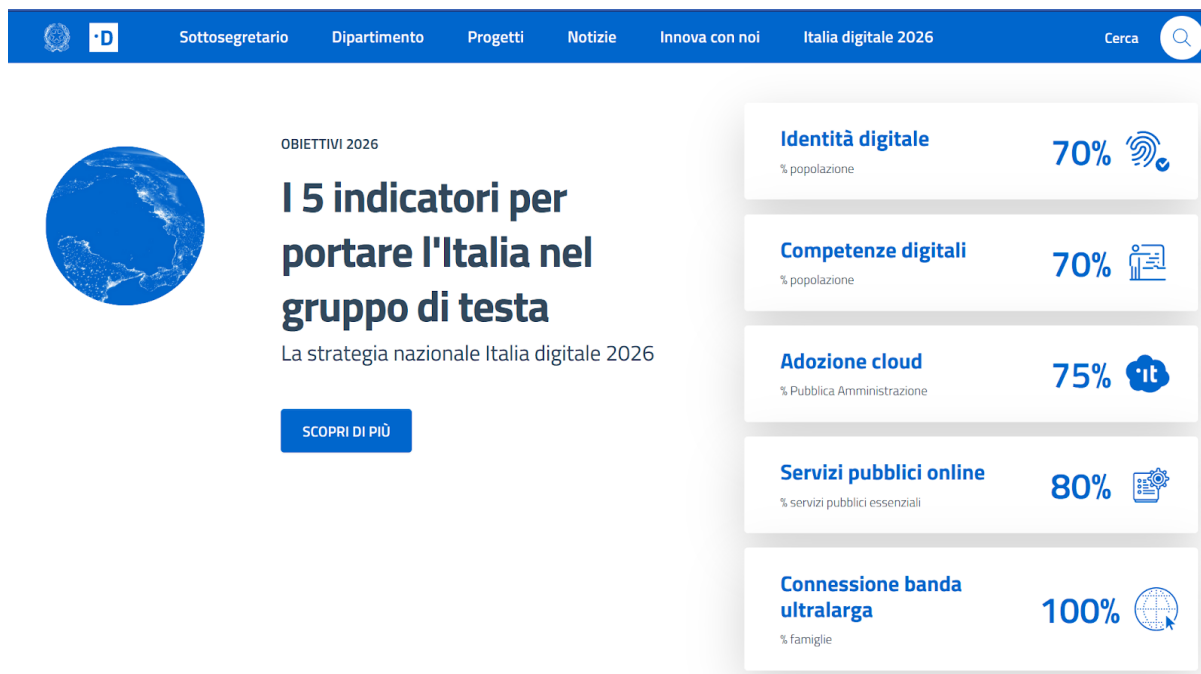 ·D
Sottosegretario
Dipartimento
Progetti
Notizie
Innova con noi
Italia digitale 2026
Cerca
OBIETTIVI 2026
I 5 indicatori per
portare l'Italia nel
gruppo di testa
La strategia nazionale Italia digitale 2026
SCOPRI DI PIÙ
Identità digitale
% popolazione
70%
Competenze digitali
% popolazione
70%
Adozione cloud
% Pubblica Amministrazione
75%
·it
Servizi pubblici online
% servizi pubblici essenziali
80%
Connessione banda
ultralarga
% famiglie
100%